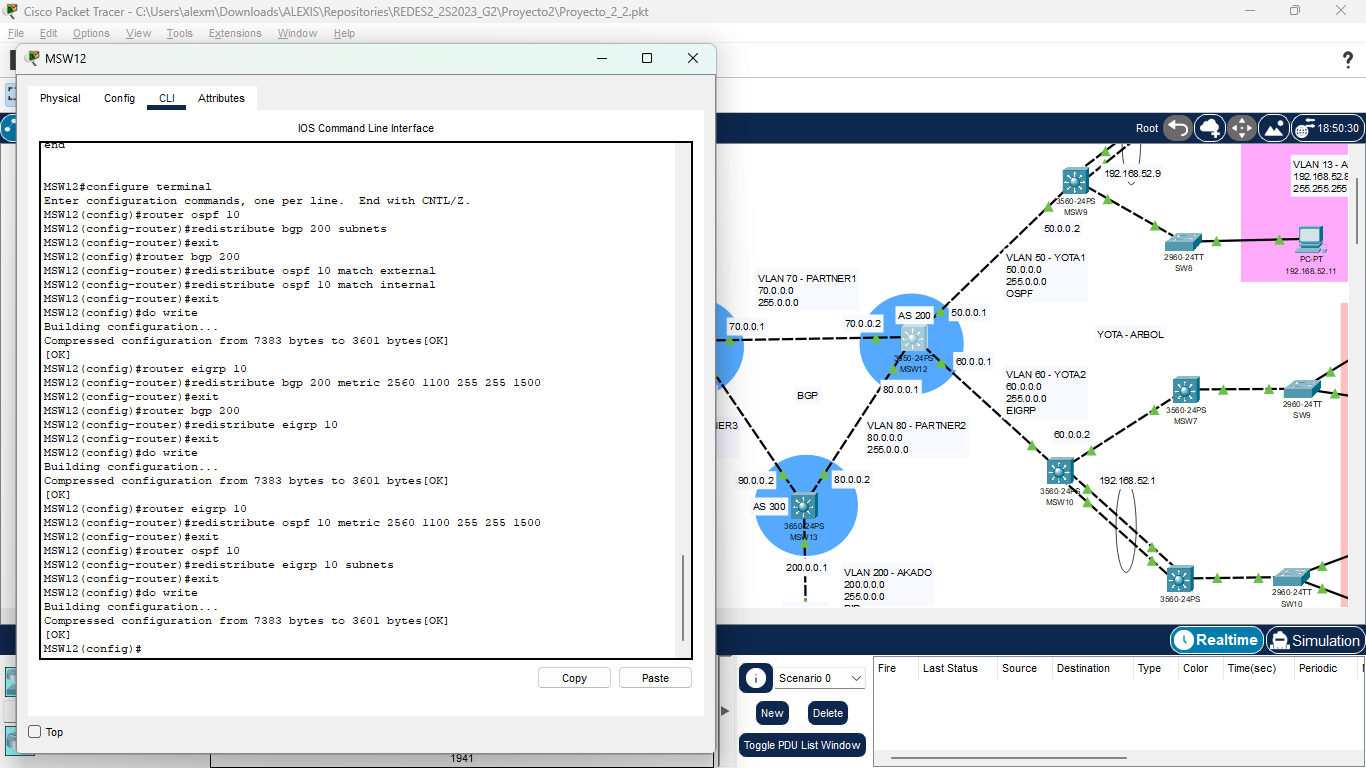 Cisco Packet Tracer - C:\Users\alexm\Downloads\ALEXIS\Repositories\REDES2_2S2023_G2\Proyecto2\Proyecto_2_2.pkt
File Edit Options View Tools Extensions Window Help
MSW12
Physical Config CLI Attributes
IOS Command Line Interface
end
MSW12#configure terminal
Enter configuration commands, one per line. End with CNTL/Z.
MSW12(config)#router ospf 10
MSW12(config-router)#redistribute bgp 200 subnets
MSW12(config-router)#exit
MSW12(config)#router bgp 200
MSW12(config-router)#redistribute ospf 10 match external
MSW12(config-router)#redistribute ospf 10 match internal
MSW12(config-router)#exit
MSW12(config)#do write
Building configuration...
Compressed configuration from 7383 bytes to 3601 bytes[OK]
[OK]
MSW12(config)#router eigrp 10
MSW12(config-router)#redistribute bgp 200 metric 2560 1100 255 255 1500
MSW12(config-router)#exit
MSW12(config)#router bgp 200
MSW12(config-router)#redistribute eigrp 10
MSW12(config-router)#exit
MSW12(config)#do write
Building configuration...
Compressed configuration from 7383 bytes to 3601 bytes[OK]
[OK]
MSW12(config)#router eigrp 10
MSW12(config-router)#redistribute ospf 10 metric 2560 1100 255 255 1500
MSW12(config-router)#exit
MSW12(config)#router ospf 10
MSW12(config-router)#redistribute eigrp 10 subnets
MSW12(config-router)#exit
MSW12(config)#do write
Building configuration...
Compressed configuration from 7383 bytes to 3601 bytes[OK]
[OK]
MSW12(config)#
Copy Paste
Top
1941
Root 18:50:30
192.168.52.9
3560-24PS
MSW9
50.0.0.2
2960-24TT
SW8
VLAN 13 - A
192.168.52.8
255.255.255
PC-PT
192.168.52.11
VLAN 50 - YOTA1
50.0.0.0
255.0.0.0
OSPF
VLAN 70 - PARTNER1
70.0.0.0
255.0.0.0
70.0.0.1
70.0.0.2
AS 200
50.0.0.1
MSW12
60.0.0.1
80.0.0.1
YOTA - ARBOL
BGP
VLAN 60 - YOTA2
60.0.0.0
255.0.0.0
EIGRP
3560-24PS
MSW7
2960-24TT
SW9
NER3
VLAN 80 - PARTNER2
80.0.0.0
255.0.0.0
60.0.0.2
3560-24PS
MSW10
192.168.52.1
90.0.0.2
80.0.0.2
AS 300
3650-24PS
MSW13
200.0.0.1
VLAN 200 - AKADO
200.0.0.0
255.0.0.0
3560-24PS
2960-24TT
SW10
Realtime Simulation
Scenario 0
New Delete
Toggle PDU List Window
Fire Last Status Source Destination Type Color Time(sec) Periodic